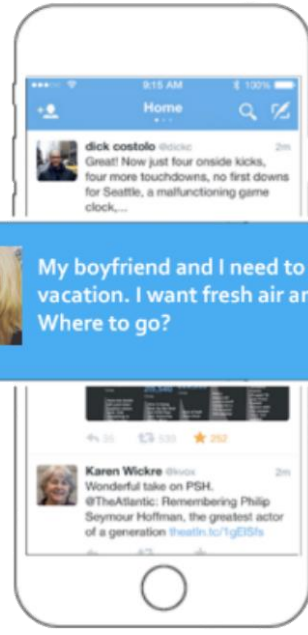 9:15 AM 100%
Home
dick costolo @dickc 2m
Great! Now just four onside kicks,
four more touchdowns, no first downs
for Seattle, a malfunctioning game
clock,...
My boyfriend and I need to
vacation. I want fresh air an
Where to go?
35 530 252
Karen Wickre @kvox 2m
Wonderful take on PSH.
@TheAtlantic: Remembering Philip
Seymour Hoffman, the greatest actor
of a generation theatln.tc/1gEISfs